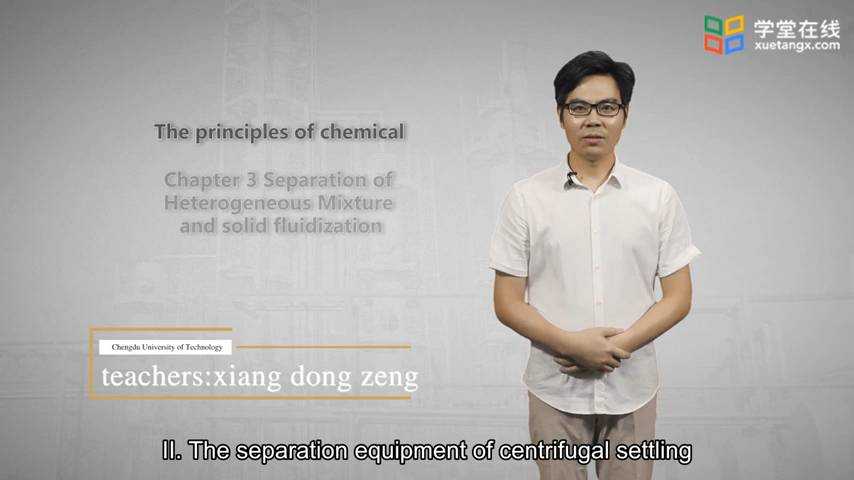 学堂在线
xuetangx.com
The principles of chemical
Chapter 3 Separation of
Heterogeneous Mixture
and solid fluidization
Chengdu University of Technology
teachers:xiang dong zeng
II. The separation equipment of centrifugal settling